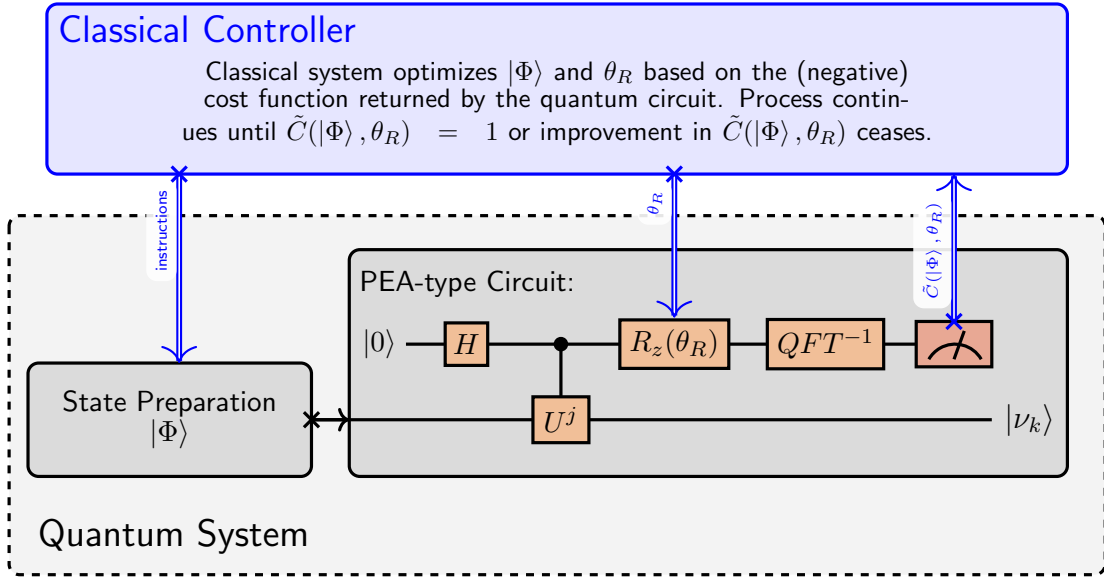 Classical Controller
Classical system optimizes |Φ⟩ and θ_R based on the (negative)
cost function returned by the quantum circuit. Process contin-
ues until C̃(|Φ⟩, θ_R) = 1 or improvement in C̃(|Φ⟩, θ_R) ceases.
instructions
θ_R
C̃(|Φ⟩, θ_R)
PEA-type Circuit:
|0⟩ H R_z(θ_R) QFT⁻¹
State Preparation
|Φ⟩
U^j |ν_k⟩
Quantum System